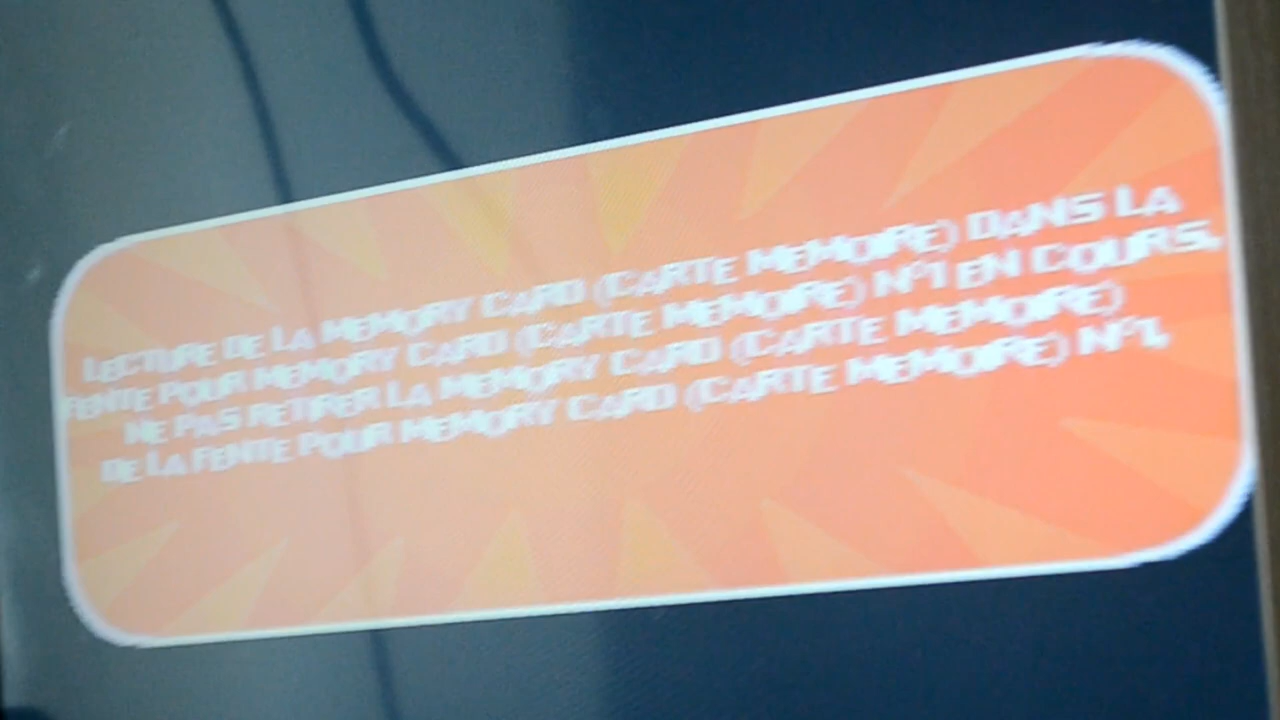 LECTURE DE LA MEMORY CARD (CARTE MEMOIRE) DANS LA
FENTE POUR MEMORY CARD (CARTE MEMOIRE) N°1 EN COURS.
NE PAS RETIRER LA MEMORY CARD (CARTE MEMOIRE)
DE LA FENTE POUR MEMORY CARD (CARTE MEMOIRE) N°1.